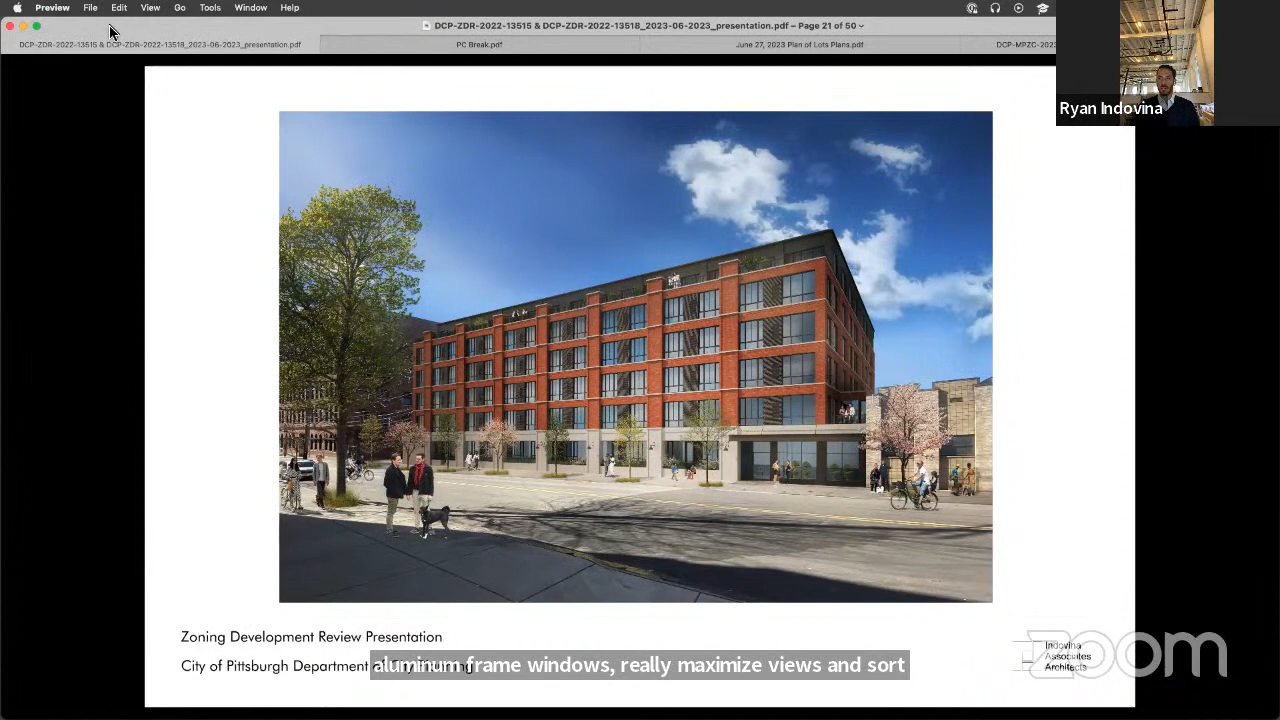 Preview File Edit View Go Tools Window Help
DCP-ZDR-2022-13515 & DCP-ZDR-2022-13518_2023-06-2023_presentation.pdf – Page 21 of 50
DCP-ZDR-2022-13515 & DCP-ZDR-2022-13518_2023-06-2023_presentation.pdf
PC Break.pdf
June 27, 2023 Plan of Lots Plans.pdf
DCP-MPZC-202
Ryan Indovina
Zoning Development Review Presentation
City of Pittsburgh Department
aluminum frame windows, really maximize views and sort
Indovina
Associates
Architects
zoom